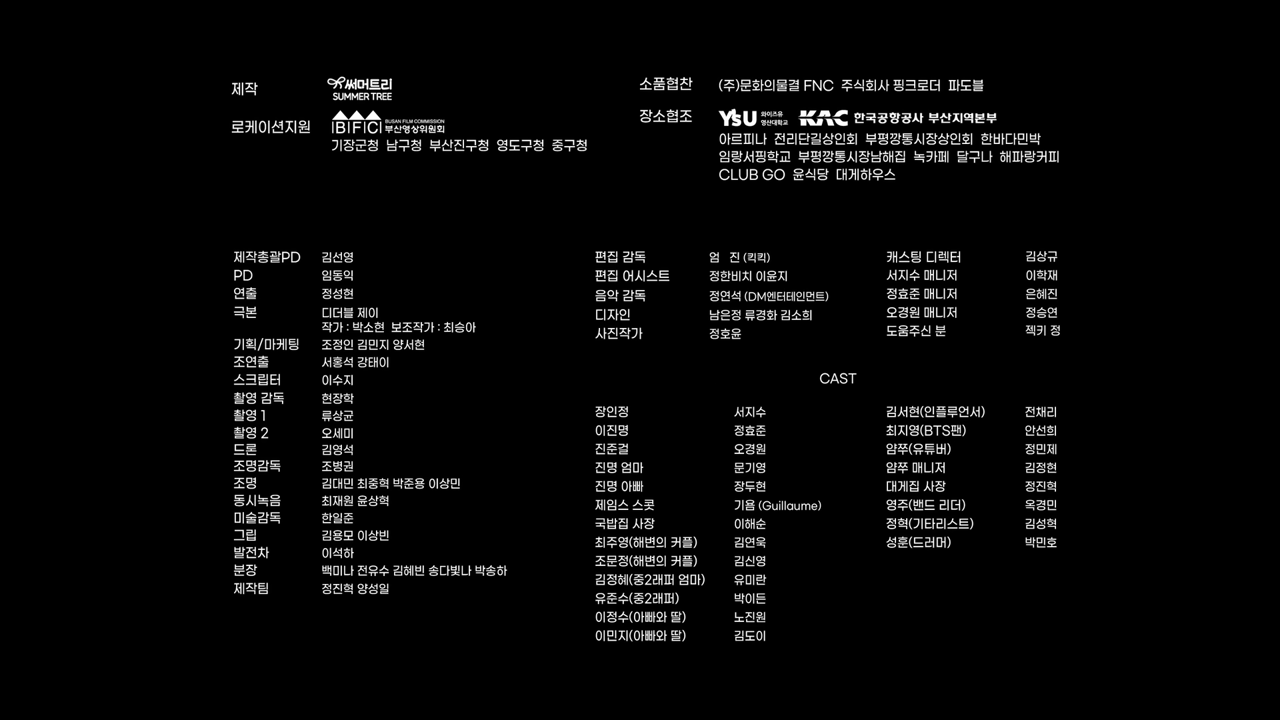 제작 써머트리 SUMMER TREE
로케이션지원 BFC BUSAN FILM COMMISSION 부산영상위원회
기장군청 남구청 부산진구청 영도구청 중구청
소품협찬 (주)문화의물결 FNC 주식회사 핑크로더 파도블
장소협조 YSU 와이즈유 영산대학교 KAC 한국공항공사 부산지역본부
아르피나 전리단길상인회 부평깡통시장상인회 한바다민박
임랑서핑학교 부평깡통시장남해집 녹카페 달구나 해파랑커피
CLUB GO 윤식당 대게하우스
제작총괄PD 김선영
PD 임동익
연출 정성현
극본 디더블 제이
작가 : 박소현 보조작가 : 최승아
기획/마케팅 조정인 김민지 양서현
조연출 서홍석 강태이
스크립터 이수지
촬영 감독 현장학
촬영 1 류상균
촬영 2 오세미
드론 김영석
조명감독 조병권
조명 김대민 최중혁 박준용 이상민
동시녹음 최재원 윤상혁
미술감독 한일준
그립 김용모 이상빈
발전차 이석하
분장 백미나 전유수 김혜빈 송다빛나 박송하
제작팀 정진혁 양성일
편집 감독 엄 진 (킥킥)
편집 어시스트 정한비치 이윤지
음악 감독 정연석 (DM엔터테인먼트)
디자인 남은정 류경화 김소희
사진작가 정호윤
캐스팅 디렉터 김상규
서지수 매니저 이학재
정효준 매니저 은혜진
오경원 매니저 정승연
도움주신 분 젝키 정
CAST
장인정 서지수
이진명 정효준
진준걸 오경원
진명 엄마 문기영
진명 아빠 장두현
제임스 스콧 기욤 (Guillaume)
국밥집 사장 이해순
최주영(해변의 커플) 김연욱
조문정(해변의 커플) 김신영
김정혜(중2래퍼 엄마) 유미란
유준수(중2래퍼) 박이든
이정수(아빠와 딸) 노진원
이민지(아빠와 딸) 김도이
김서현(인플루언서) 전채리
최지영(BTS팬) 안선희
얌쭈(유튜버) 정민제
얌쭈 매니저 김정현
대게집 사장 정진혁
영주(밴드 리더) 옥경민
정혁(기타리스트) 김성혁
성훈(드러머) 박민호